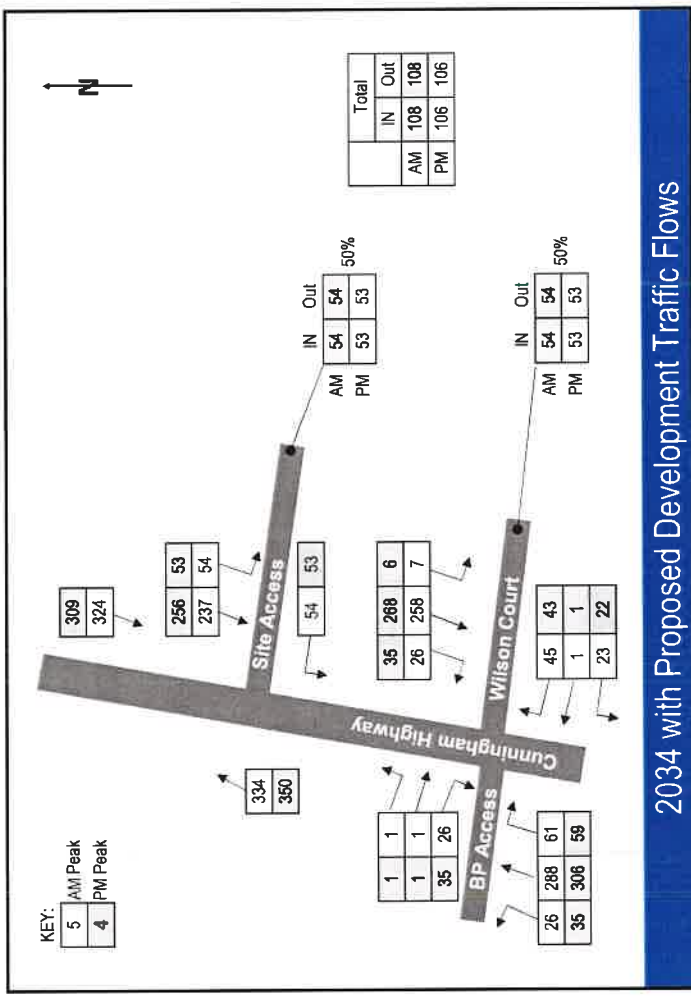 KEY:
5 AM Peak
4 PM Peak
N
309
324
334
350
256 53
237 54
Site Access
54 53
Cunningham Highway
IN Out
AM 54 54
PM 53 53
50%
Total
IN Out
AM 108 108
PM 106 106
35 268 6
26 258 7
1 1
1 1
35 26
BP Access
Wilson Court
26 288 61
35 306 59
45 43
1 1
23 22
IN Out
AM 54 54
PM 53 53
50%
2034 with Proposed Development Traffic Flows